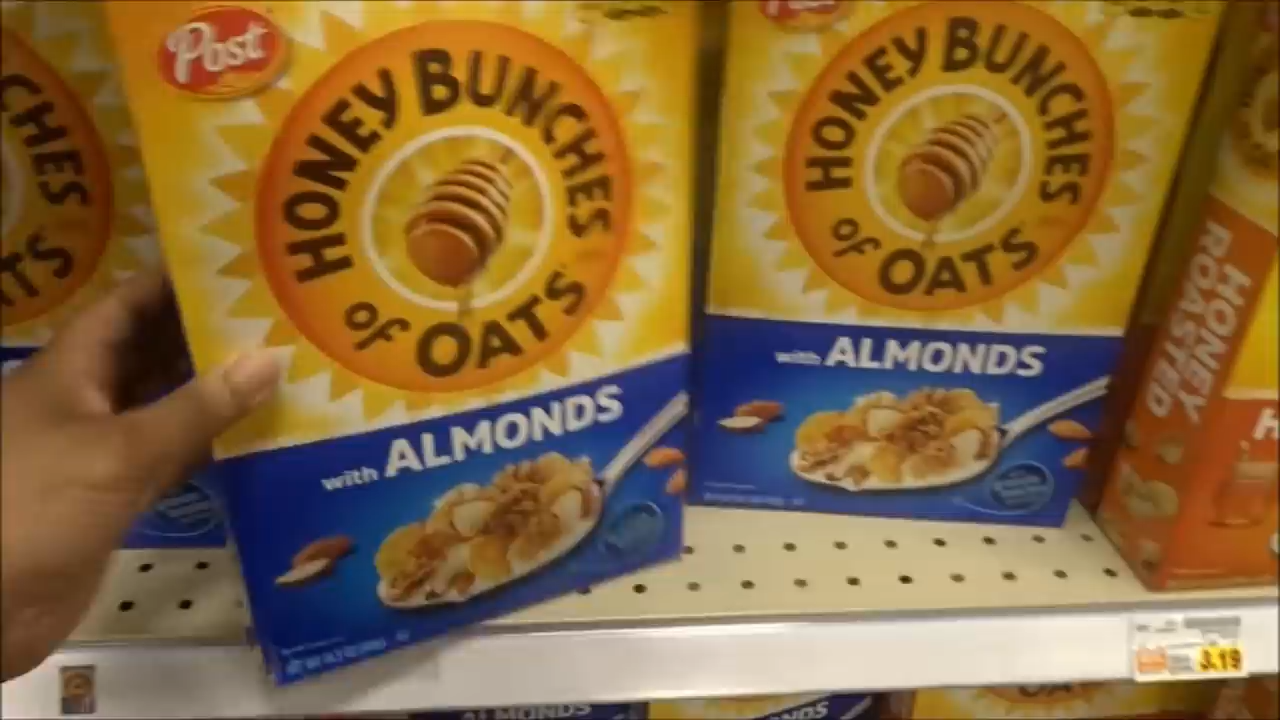 CHES
TS
Post
HONEY BUNCHES
of OATS
with ALMONDS
Post
HONEY BUNCHES
of OATS
with ALMONDS
HONEY
ROASTED
H
3.19
ALMONDS
OATS